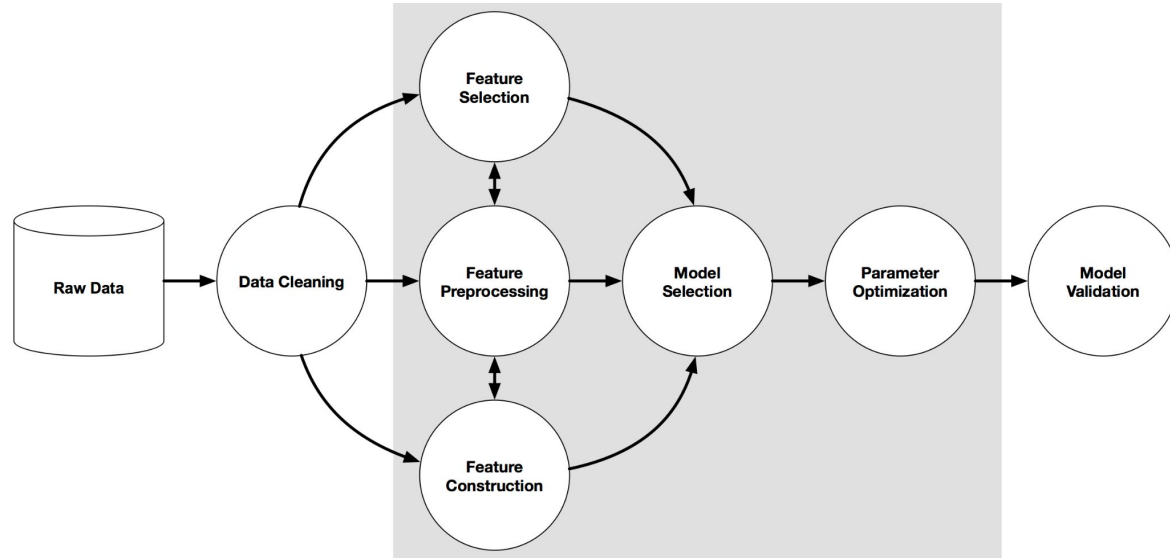 Raw Data
Data Cleaning
Feature
Selection
Feature
Preprocessing
Feature
Construction
Model
Selection
Parameter
Optimization
Model
Validation